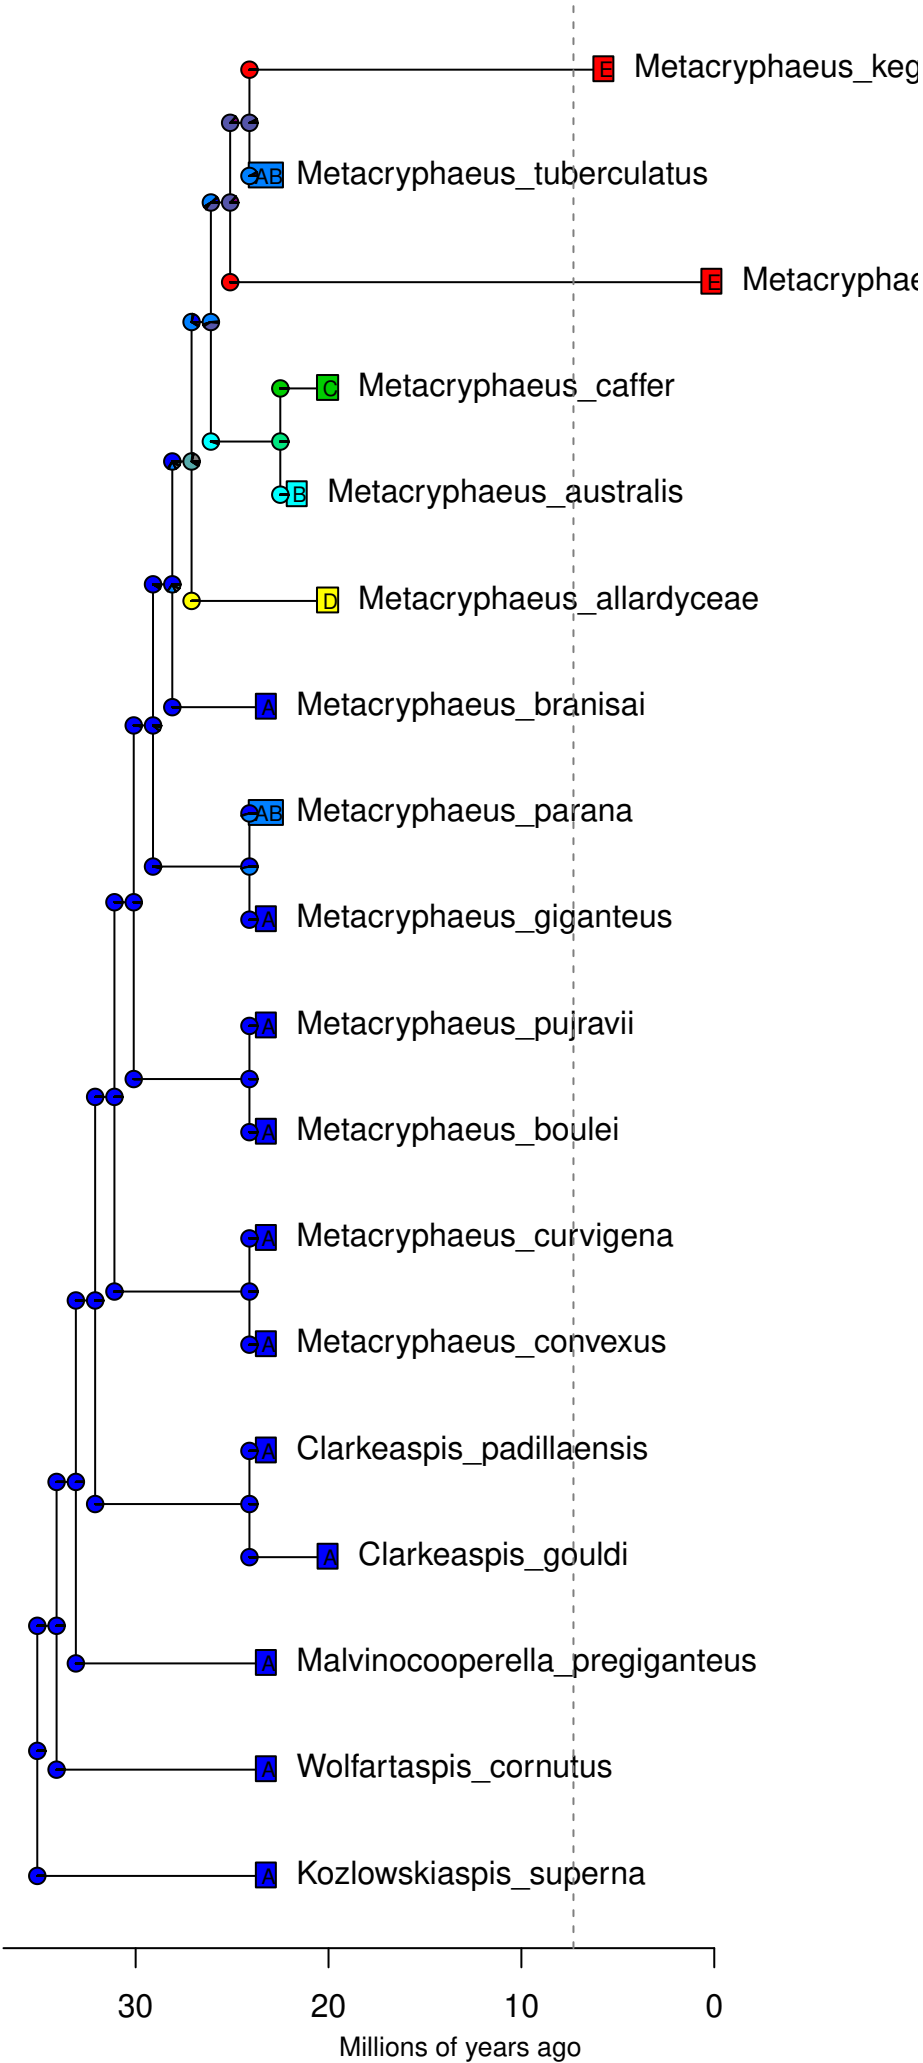 E Metacryphaeus_keg
AB Metacryphaeus_tuberculatus
E Metacryphae
C Metacryphaeus_caffer
B Metacryphaeus_australis
D Metacryphaeus_allardyceae
A Metacryphaeus_branisai
AB Metacryphaeus_parana
A Metacryphaeus_giganteus
A Metacryphaeus_pujravii
A Metacryphaeus_boulei
A Metacryphaeus_curvigena
A Metacryphaeus_convexus
A Clarkeaspis_padillaensis
A Clarkeaspis_gouldi
A Malvinocooperella_pregiganteus
A Wolfartaspis_cornutus
A Kozlowskiaspis_superna
30 20 10 0
Millions of years ago